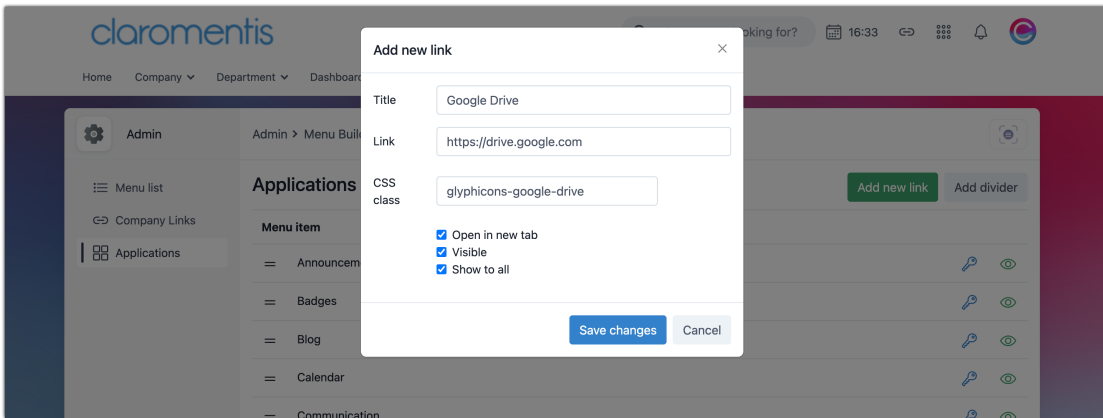 claromentis
oking for?
16:33
Home Company Department Dashboard
Admin
Admin > Menu Buil
Menu list
Company Links
Applications
Applications
Add new link Add divider
Menu item
Announcem
Badges
Blog
Calendar
Communication
Add new link
Title Google Drive
Link https://drive.google.com
CSS
class
glyphicons-google-drive
Open in new tab
Visible
Show to all
Save changes Cancel